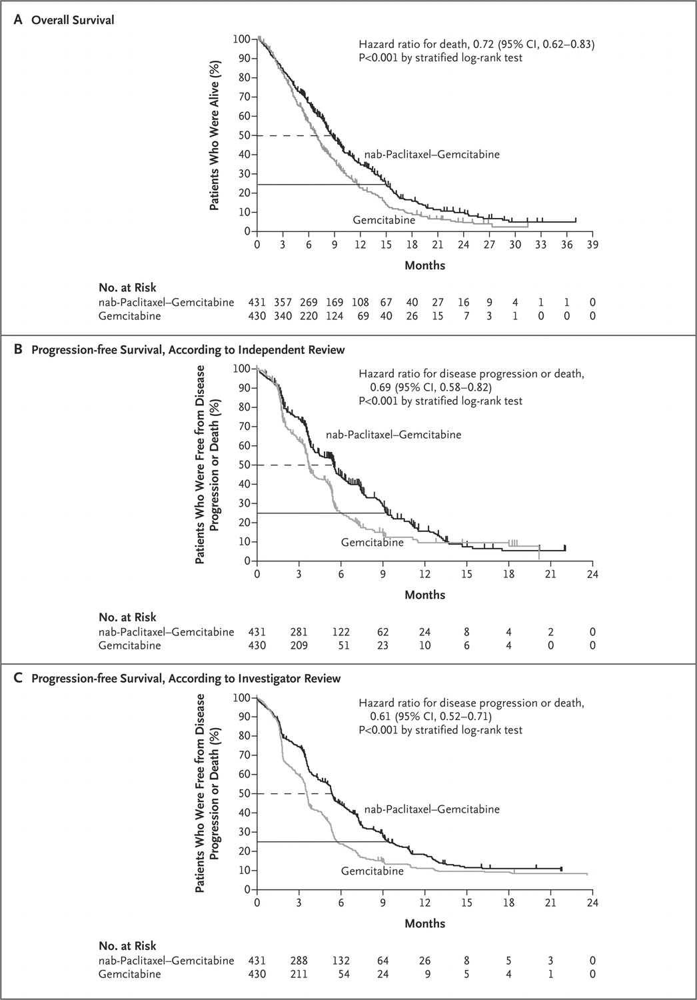 A Overall Survival
Hazard ratio for death, 0.72 (95% CI, 0.62–0.83)
P<0.001 by stratified log-rank test
Patients Who Were Alive (%)
100
90
80
70
60
50
40
30
20
10
0
nab-Paclitaxel–Gemcitabine
Gemcitabine
0 3 6 9 12 15 18 21 24 27 30 33 36 39
Months
No. at Risk
nab-Paclitaxel–Gemcitabine 431 357 269 169 108 67 40 27 16 9 4 1 1 0
Gemcitabine 430 340 220 124 69 40 26 15 7 3 1 0 0 0
B Progression-free Survival, According to Independent Review
Hazard ratio for disease progression or death,
0.69 (95% CI, 0.58–0.82)
P<0.001 by stratified log-rank test
Patients Who Were Free from Disease
Progression or Death (%)
100
90
80
70
60
50
40
30
20
10
0
nab-Paclitaxel–Gemcitabine
Gemcitabine
0 3 6 9 12 15 18 21 24
Months
No. at Risk
nab-Paclitaxel–Gemcitabine 431 281 122 62 24 8 4 2 0
Gemcitabine 430 209 51 23 10 6 4 0 0
C Progression-free Survival, According to Investigator Review
Hazard ratio for disease progression or death,
0.61 (95% CI, 0.52–0.71)
P<0.001 by stratified log-rank test
Patients Who Were Free from Disease
Progression or Death (%)
100
90
80
70
60
50
40
30
20
10
0
nab-Paclitaxel–Gemcitabine
Gemcitabine
0 3 6 9 12 15 18 21 24
Months
No. at Risk
nab-Paclitaxel–Gemcitabine 431 288 132 64 26 8 5 3 0
Gemcitabine 430 211 54 24 9 5 4 1 0